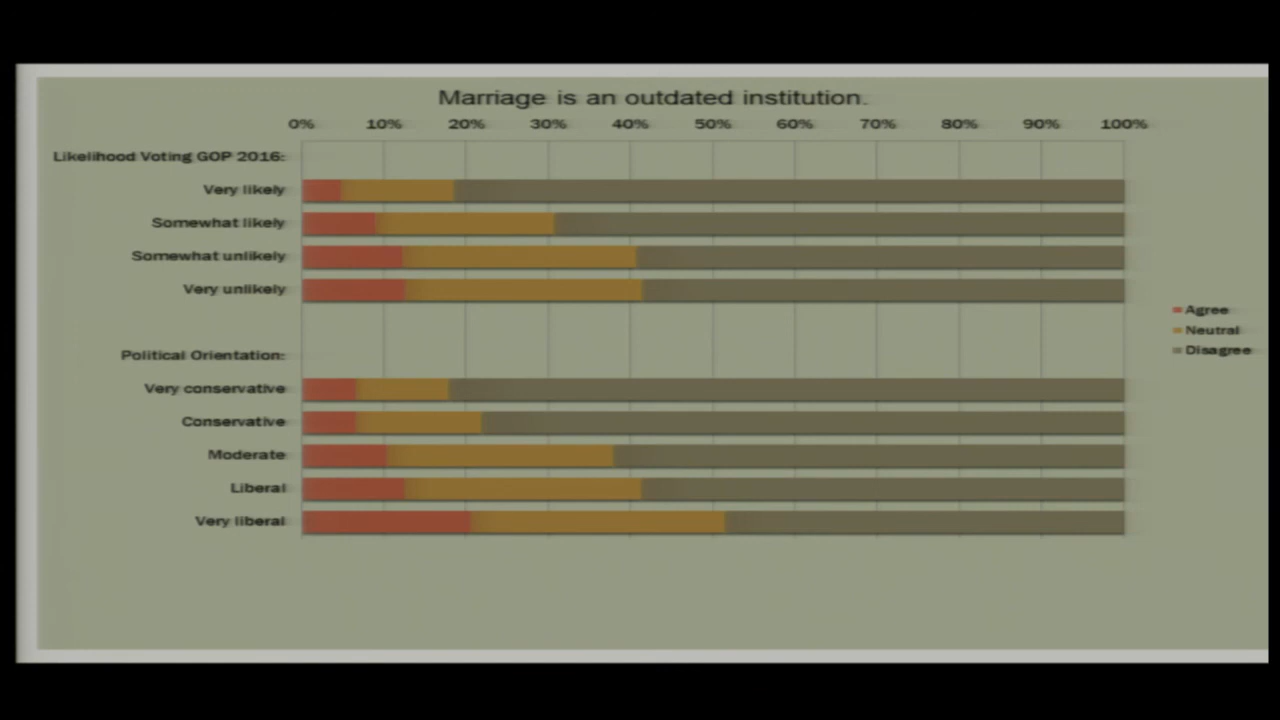 Marriage is an outdated institution.
0% 10% 20% 30% 40% 50% 60% 70% 80% 90% 100%
Likelihood Voting GOP 2016:
Very likely
Somewhat likely
Somewhat unlikely
Very unlikely
Political Orientation:
Very conservative
Conservative
Moderate
Liberal
Very liberal
Agree
Neutral
Disagree